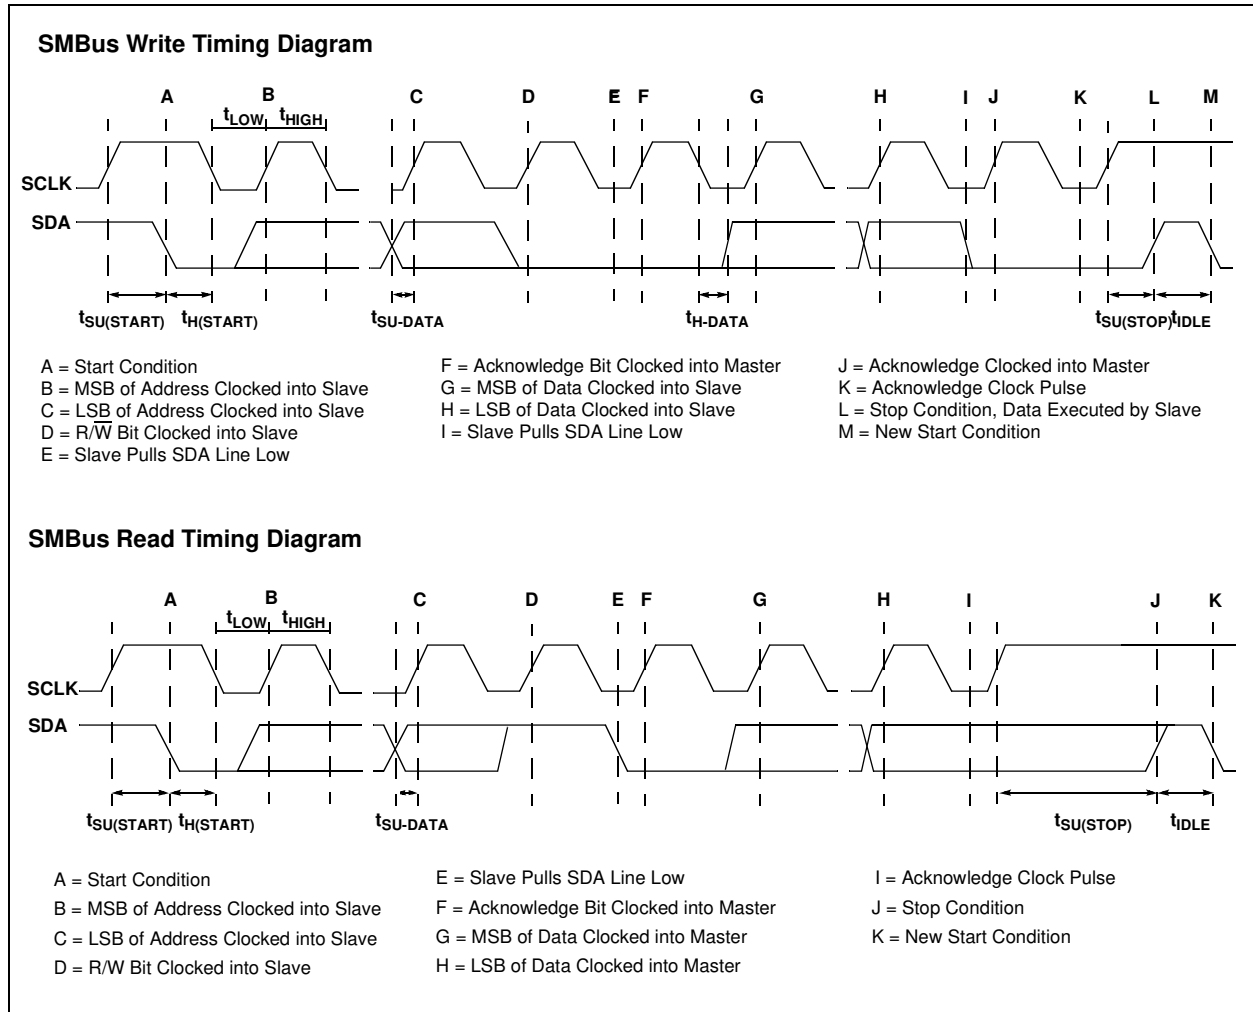 SMBus Write Timing Diagram
A B C D E F G H I J K L M
tLOW tHIGH
SCLK
SDA
tSU(START) tH(START) tSU-DATA tH-DATA tSU(STOP) tIDLE
A = Start Condition
B = MSB of Address Clocked into Slave
C = LSB of Address Clocked into Slave
D = R/W̅ Bit Clocked into Slave
E = Slave Pulls SDA Line Low
F = Acknowledge Bit Clocked into Master
G = MSB of Data Clocked into Slave
H = LSB of Data Clocked into Slave
I = Slave Pulls SDA Line Low
J = Acknowledge Clocked into Master
K = Acknowledge Clock Pulse
L = Stop Condition, Data Executed by Slave
M = New Start Condition
SMBus Read Timing Diagram
A B C D E F G H I J K
tLOW tHIGH
SCLK
SDA
tSU(START) tH(START) tSU-DATA tSU(STOP) tIDLE
A = Start Condition
B = MSB of Address Clocked into Slave
C = LSB of Address Clocked into Slave
D = R/W Bit Clocked into Slave
E = Slave Pulls SDA Line Low
F = Acknowledge Bit Clocked into Master
G = MSB of Data Clocked into Master
H = LSB of Data Clocked into Master
I = Acknowledge Clock Pulse
J = Stop Condition
K = New Start Condition